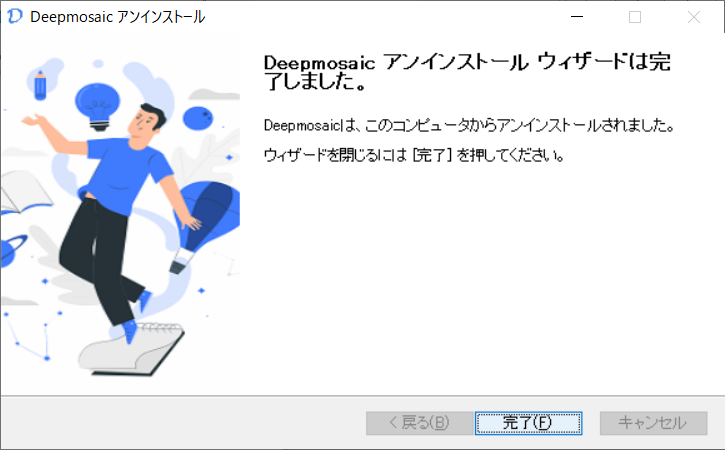 Deepmosaic アンインストール
Deepmosaic アンインストール ウィザードは完
了しました。
Deepmosaicは、このコンピュータからアンインストールされました。
ウィザードを閉じるには [完了] を押してください。
< 戻る(B)
完了(F)
キャンセル